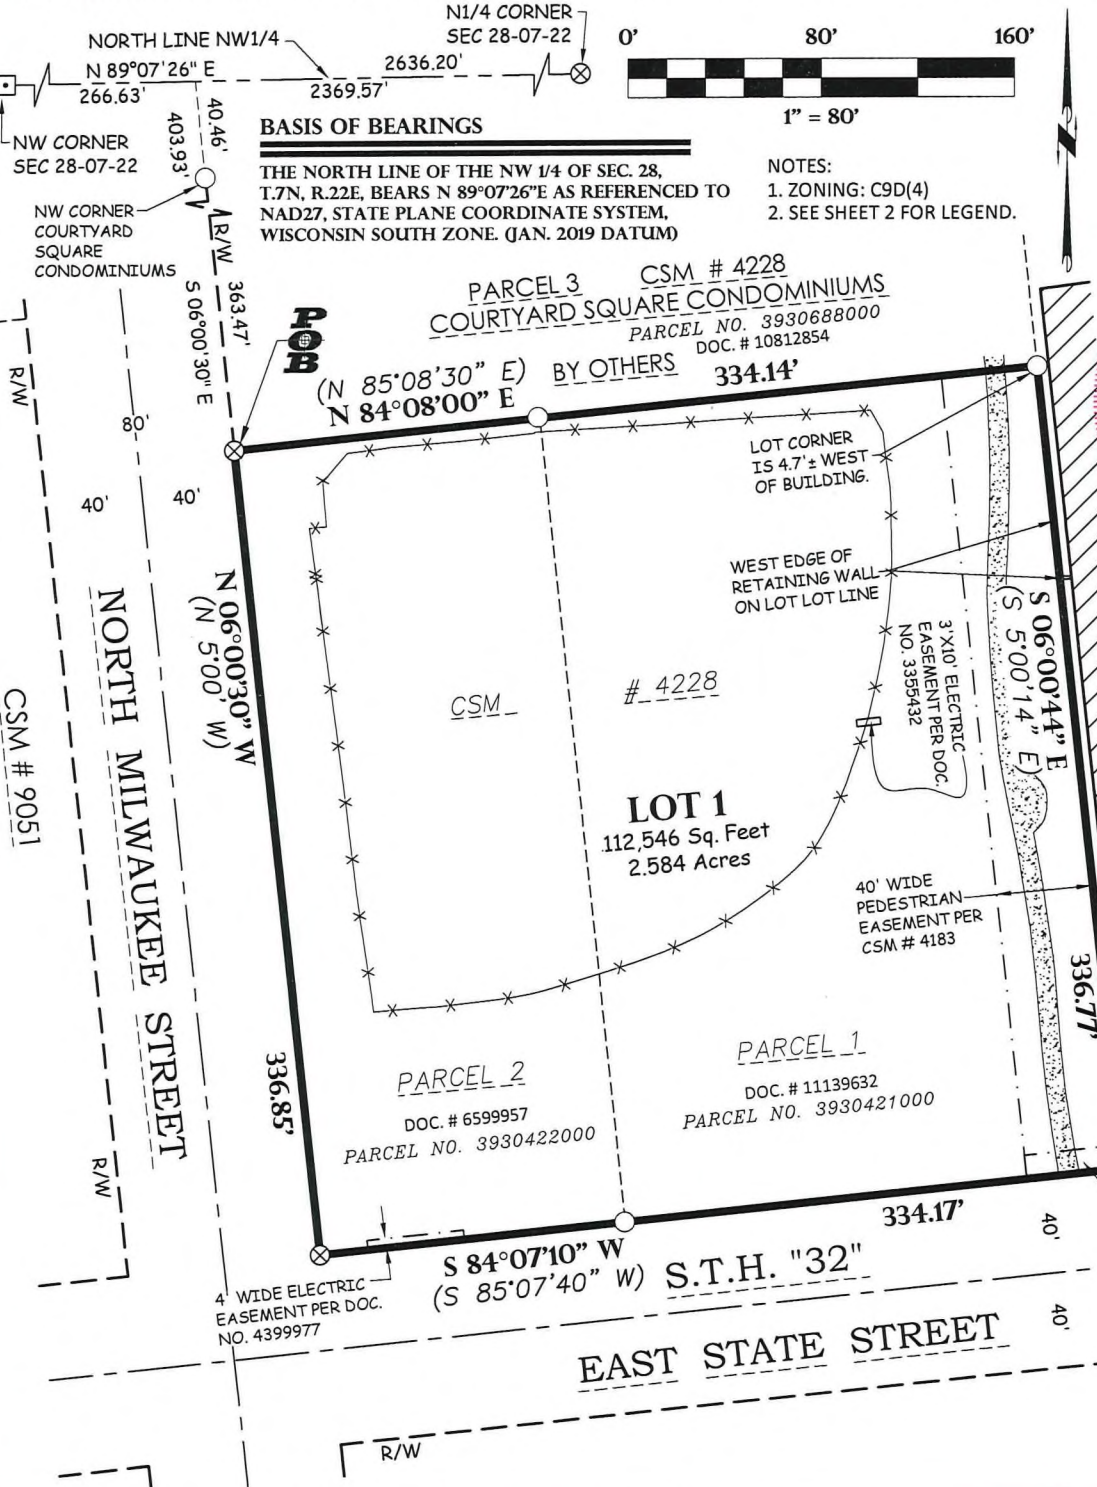 N1/4 CORNER
SEC 28-07-22
NORTH LINE NW1/4
N 89°07'26" E
266.63'
2636.20'
2369.57'
0'
80'
160'
1" = 80'
NW CORNER
SEC 28-07-22
40.46'
403.93'
BASIS OF BEARINGS
THE NORTH LINE OF THE NW 1/4 OF SEC. 28,
T.7N, R.22E, BEARS N 89°07'26"E AS REFERENCED TO
NAD27, STATE PLANE COORDINATE SYSTEM,
WISCONSIN SOUTH ZONE. (JAN. 2019 DATUM)
NOTES:
1. ZONING: C9D(4)
2. SEE SHEET 2 FOR LEGEND.
N
NW CORNER
COURTYARD
SQUARE
CONDOMINIUMS
R/W
363.47'
S 06°00'30" E
POB
PARCEL 3 CSM # 4228
COURTYARD SQUARE CONDOMINIUMS
PARCEL NO. 3930688000
DOC. # 10812854
BY OTHERS
(N 85°08'30" E)
N 84°08'00" E
334.14'
R/W
80'
40'
40'
LOT CORNER
IS 4.7'± WEST
OF BUILDING.
WEST EDGE OF
RETAINING WALL
ON LOT LOT LINE
N 06°00'30" W
(N 5°00' W)
S 06°00'44" E
(S 5°00'14" E)
3'X10' ELECTRIC
EASEMENT PER DOC.
NO. 3355432
CSM # 4228
CSM # 9051
NORTH MILWAUKEE STREET
LOT 1
112,546 Sq. Feet
2.584 Acres
40' WIDE
PEDESTRIAN
EASEMENT PER
CSM # 4183
336.77'
336.85'
PARCEL 2
DOC. # 6599957
PARCEL NO. 3930422000
PARCEL 1
DOC. # 11139632
PARCEL NO. 3930421000
R/W
334.17'
S 84°07'10" W
(S 85°07'40" W)
S.T.H. "32"
40'
4' WIDE ELECTRIC
EASEMENT PER DOC.
NO. 4399977
EAST STATE STREET
40'
R/W